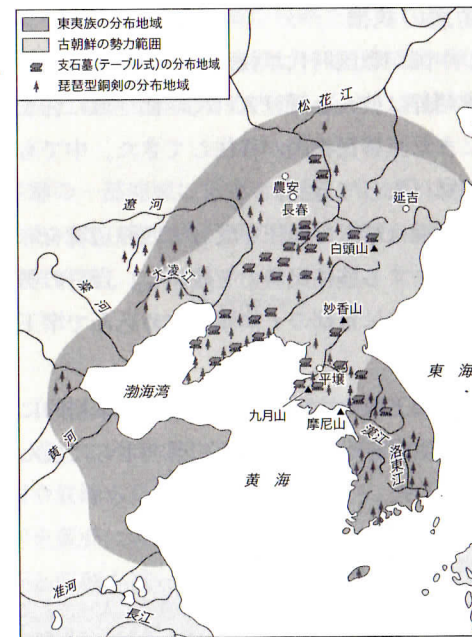 東夷族の分布地域
古朝鮮の勢力範囲
支石墓(テーブル式)の分布地域
琵琶型銅剣の分布地域
松花江
農安
長春
延吉
遼河
白頭山
大凌江
灤河
妙香山
渤海湾
平壌
東海
九月山
摩尼山
漢江
洛東江
黄河
黄海
准河
長江